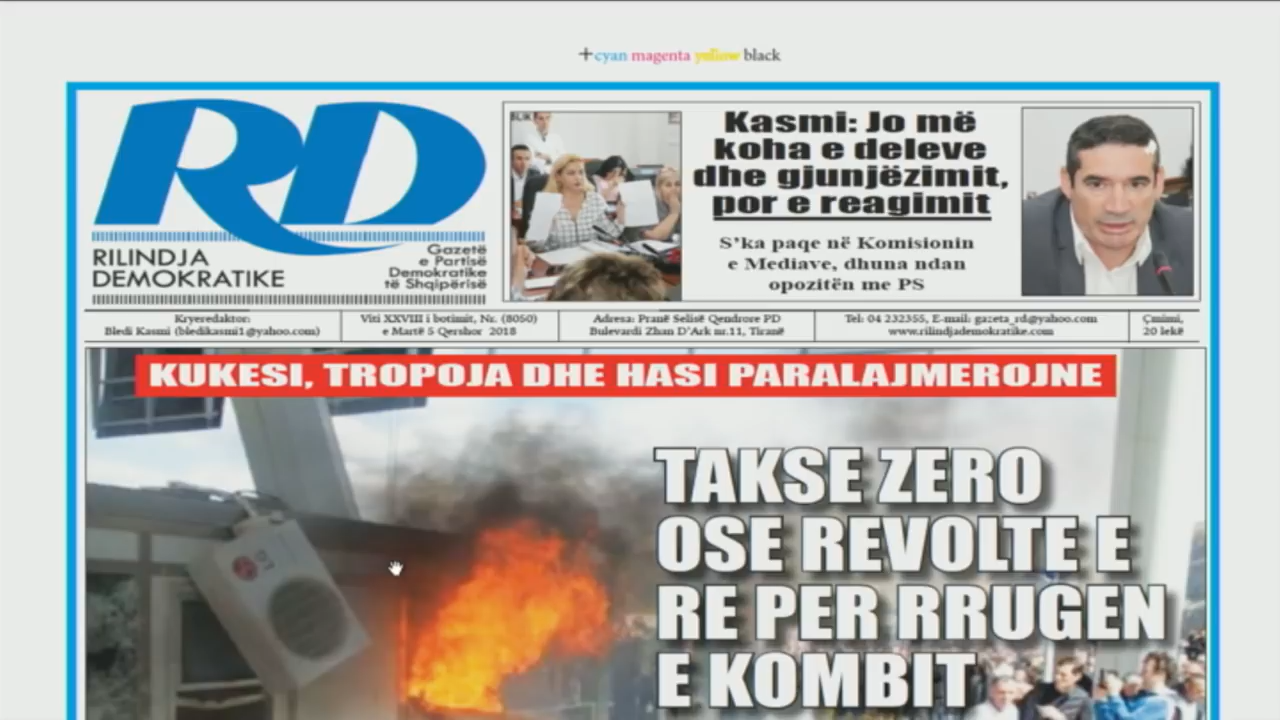 +cyan magenta yellow black
RD
RILINDJA
DEMOKRATIKE
Gazetë
e Partisë
Demokratike
të Shqipërisë
Kasmi: Jo më
koha e deleve
dhe gjunjëzimit,
por e reagimit
S'ka paqe në Komisionin
e Mediave, dhuna ndan
opozitën me PS
Kryeredaktor:
Bledi Kasmi (bledikasmi1@yahoo.com)
Viti XXVIII i botimit, Nr. (8050)
e Martë 5 Qershor 2018
Adresa: Pranë Selisë Qendrore PD
Bulevardi Zhan D'Ark nr.11, Tiranë
Tel: 04 232355, E-mail: gazeta_rd@yahoo.com
www.rilindjademokratike.com
Çmimi,
20 lekë
KUKESI, TROPOJA DHE HASI PARALAJMEROJNE
TAKSE ZERO
OSE REVOLTE E
RE PER RRUGEN
E KOMBIT
LG